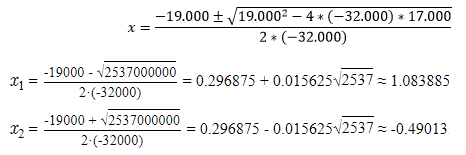 x = −19.000 ± √19.000² − 4 ∗ (−32.000) ∗ 17.000 / 2 ∗ (−32.000)
x₁ = -19000 - √2537000000 / 2·(-32000) = 0.296875 + 0.015625√2537 ≈ 1.083885
x₂ = -19000 + √2537000000 / 2·(-32000) = 0.296875 - 0.015625√2537 ≈ -0.49013